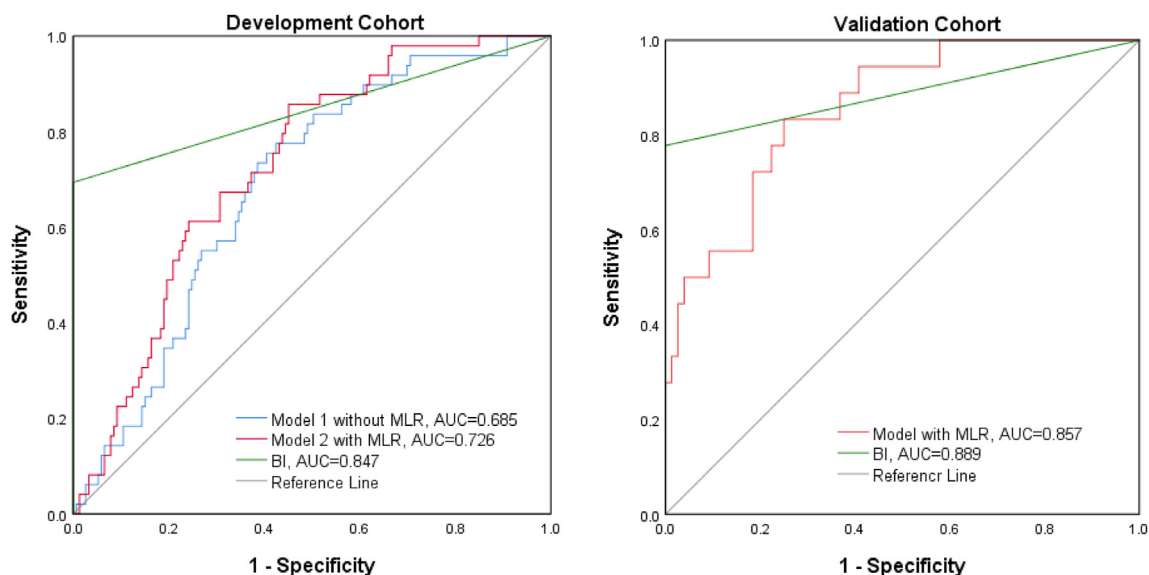 Development Cohort
1.0
0.8
0.6
0.4
0.2
0.0
Sensitivity
Model 1 without MLR, AUC=0.685
Model 2 with MLR, AUC=0.726
BI, AUC=0.847
Reference Line
0.0 0.2 0.4 0.6 0.8 1.0
1 - Specificity
Validation Cohort
1.0
0.8
0.6
0.4
0.2
0.0
Sensitivity
Model with MLR, AUC=0.857
BI, AUC=0.889
Referencr Line
0.0 0.2 0.4 0.6 0.8 1.0
1 - Specificity